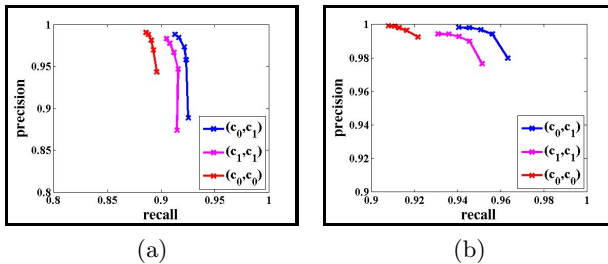 1
0.95
0.9
0.85
0.8
precision
(c0,c1)
(c1,c1)
(c0,c0)
0.8
0.85
0.9
0.95
1
recall
(a)
1
0.98
0.96
0.94
0.92
0.9
precision
(c0,c1)
(c1,c1)
(c0,c0)
0.9
0.92
0.94
0.96
0.98
1
recall
(b)